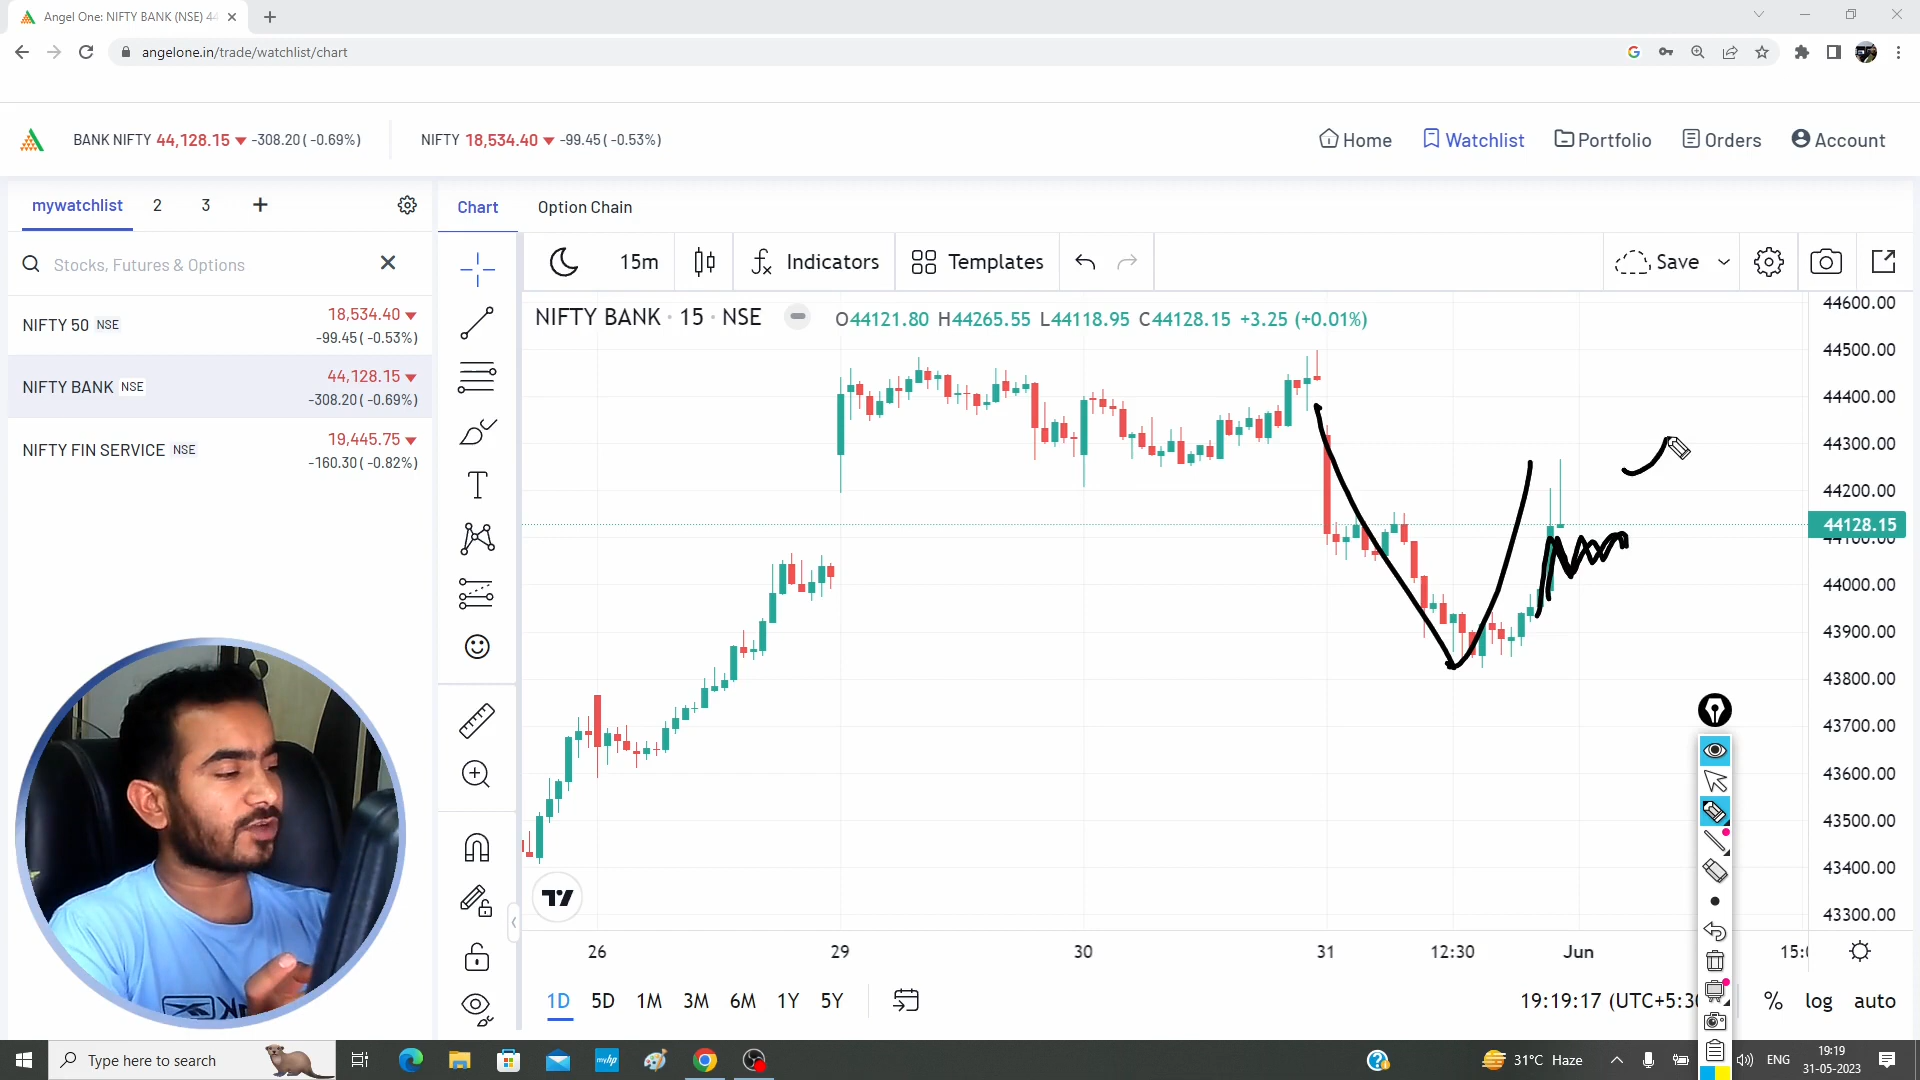 Angel One: NIFTY BANK (NSE) 44
angelone.in/trade/watchlist/chart
BANK NIFTY 44,128.15 ▼ -308.20 ( -0.69%)
NIFTY 18,534.40 ▼ -99.45 ( -0.53%)
Home
Watchlist
Portfolio
Orders
Account
mywatchlist
2
3
+
Stocks, Futures & Options
NIFTY 50 NSE
18,534.40 ▼
-99.45 ( -0.53%)
NIFTY BANK NSE
44,128.15 ▼
-308.20 ( -0.69%)
NIFTY FIN SERVICE NSE
19,445.75 ▼
-160.30 ( -0.82%)
Chart
Option Chain
15m
Indicators
Templates
Save
NIFTY BANK · 15 · NSE
O44121.80 H44265.55 L44118.95 C44128.15 +3.25 (+0.01%)
44600.00
44500.00
44400.00
44300.00
44200.00
44128.15
44100.00
44000.00
43900.00
43800.00
43700.00
43600.00
43500.00
43400.00
43300.00
26
29
30
31
12:30
Jun
1D
5D
1M
3M
6M
1Y
5Y
19:19:17 (UTC+5:30
%
log
auto
Type here to search
31°C Haze
ENG
19:19
31-05-2023